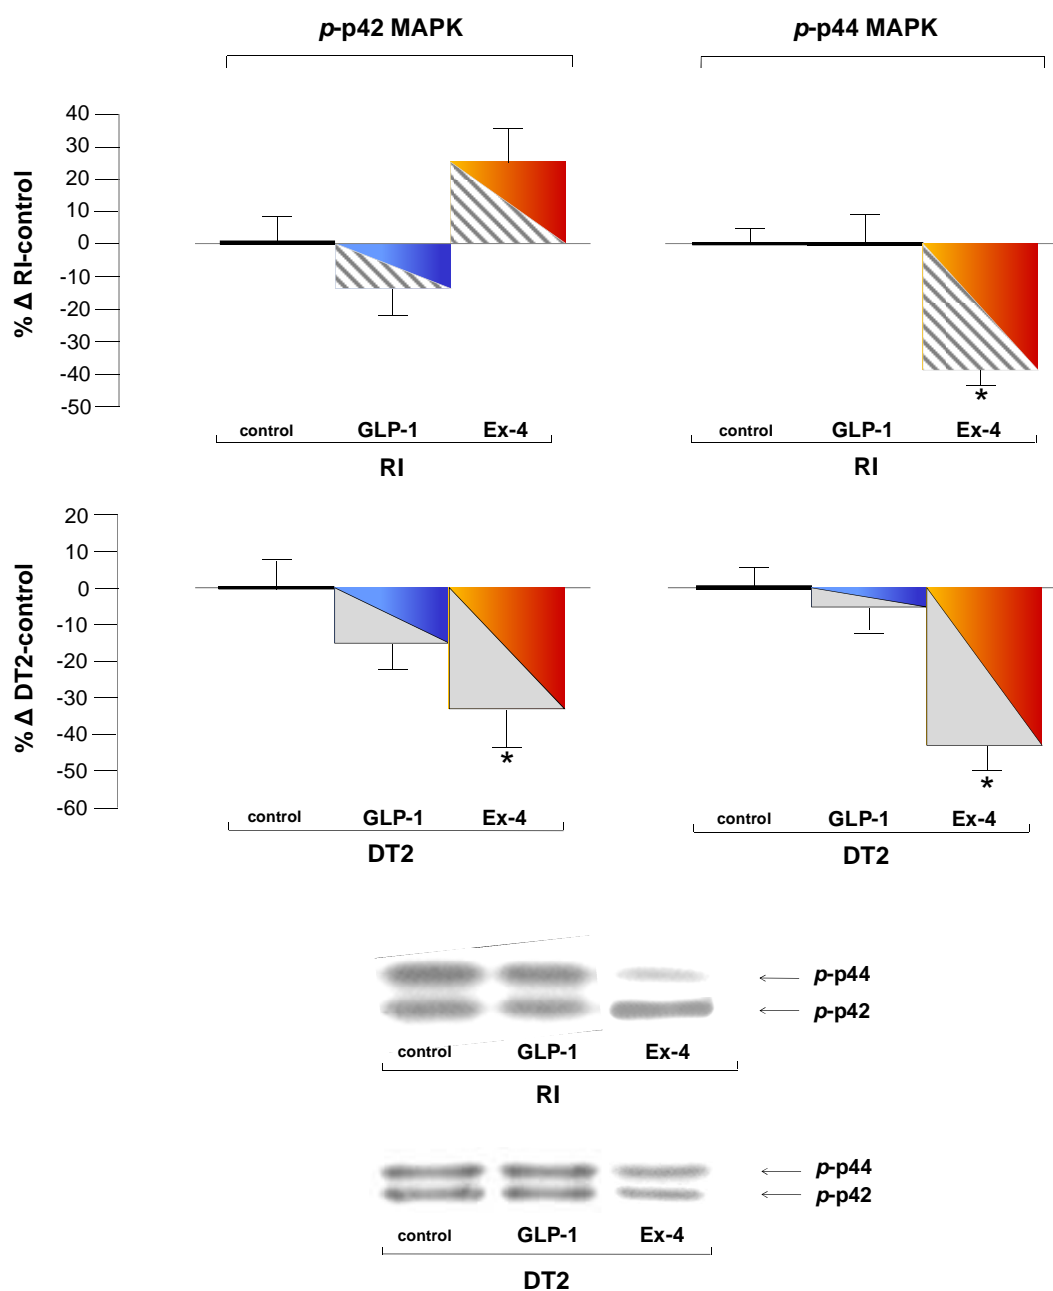 p-p42 MAPK
p-p44 MAPK
% Δ RI-control
40
30
20
10
0
-10
-20
-30
-40
-50
*
control GLP-1 Ex-4
RI
control GLP-1 Ex-4
RI
% Δ DT2-control
20
10
0
-10
-20
-30
-40
-50
-60
*
*
control GLP-1 Ex-4
DT2
control GLP-1 Ex-4
DT2
p-p44
p-p42
control GLP-1 Ex-4
RI
p-p44
p-p42
control GLP-1 Ex-4
DT2